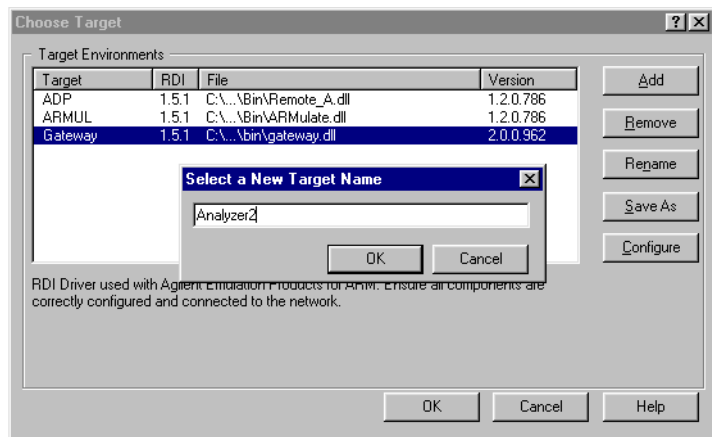 Choose Target
? X
Target Environments
Target RDI File Version
ADP 1.5.1 C:\...\Bin\Remote_A.dll 1.2.0.786
ARMUL 1.5.1 C:\...\Bin\ARMulate.dll 1.2.0.786
Gateway 1.5.1 C:\...\bin\gateway.dll 2.0.0.962
Add
Remove
Rename
Save As
Configure
Select a New Target Name
Analyzer2
OK Cancel
RDI Driver used with Agilent Emulation Products for ARM. Ensure all components are
correctly configured and connected to the network.
OK Cancel Help